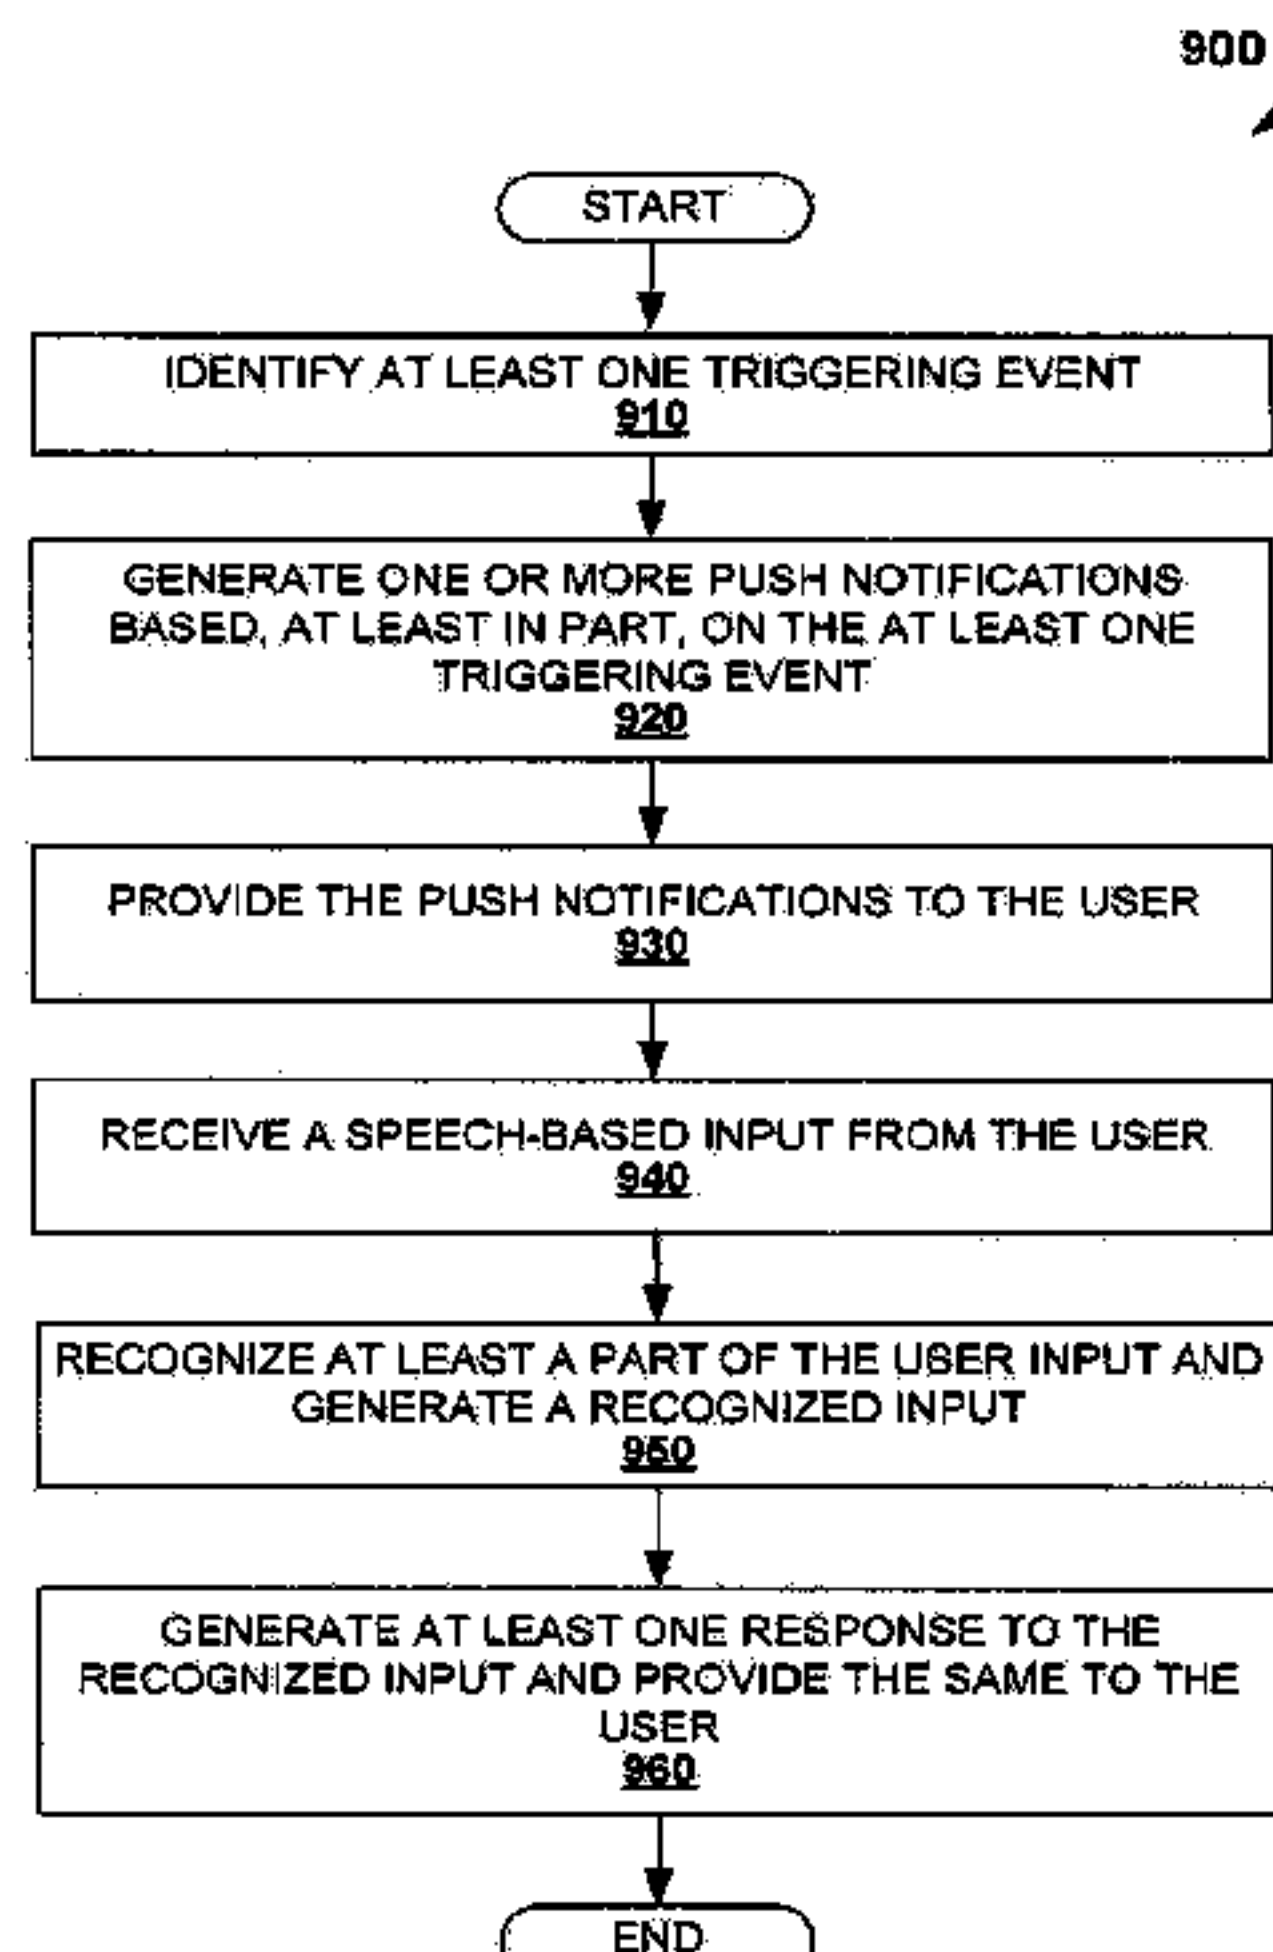 900
START
IDENTIFY AT LEAST ONE TRIGGERING EVENT
910
GENERATE ONE OR MORE PUSH NOTIFICATIONS
BASED, AT LEAST IN PART, ON THE AT LEAST ONE
TRIGGERING EVENT
920
PROVIDE THE PUSH NOTIFICATIONS TO THE USER
930
RECEIVE A SPEECH-BASED INPUT FROM THE USER
940
RECOGNIZE AT LEAST A PART OF THE USER INPUT AND
GENERATE A RECOGNIZED INPUT
950
GENERATE AT LEAST ONE RESPONSE TO THE
RECOGNIZED INPUT AND PROVIDE THE SAME TO THE
USER
960
END